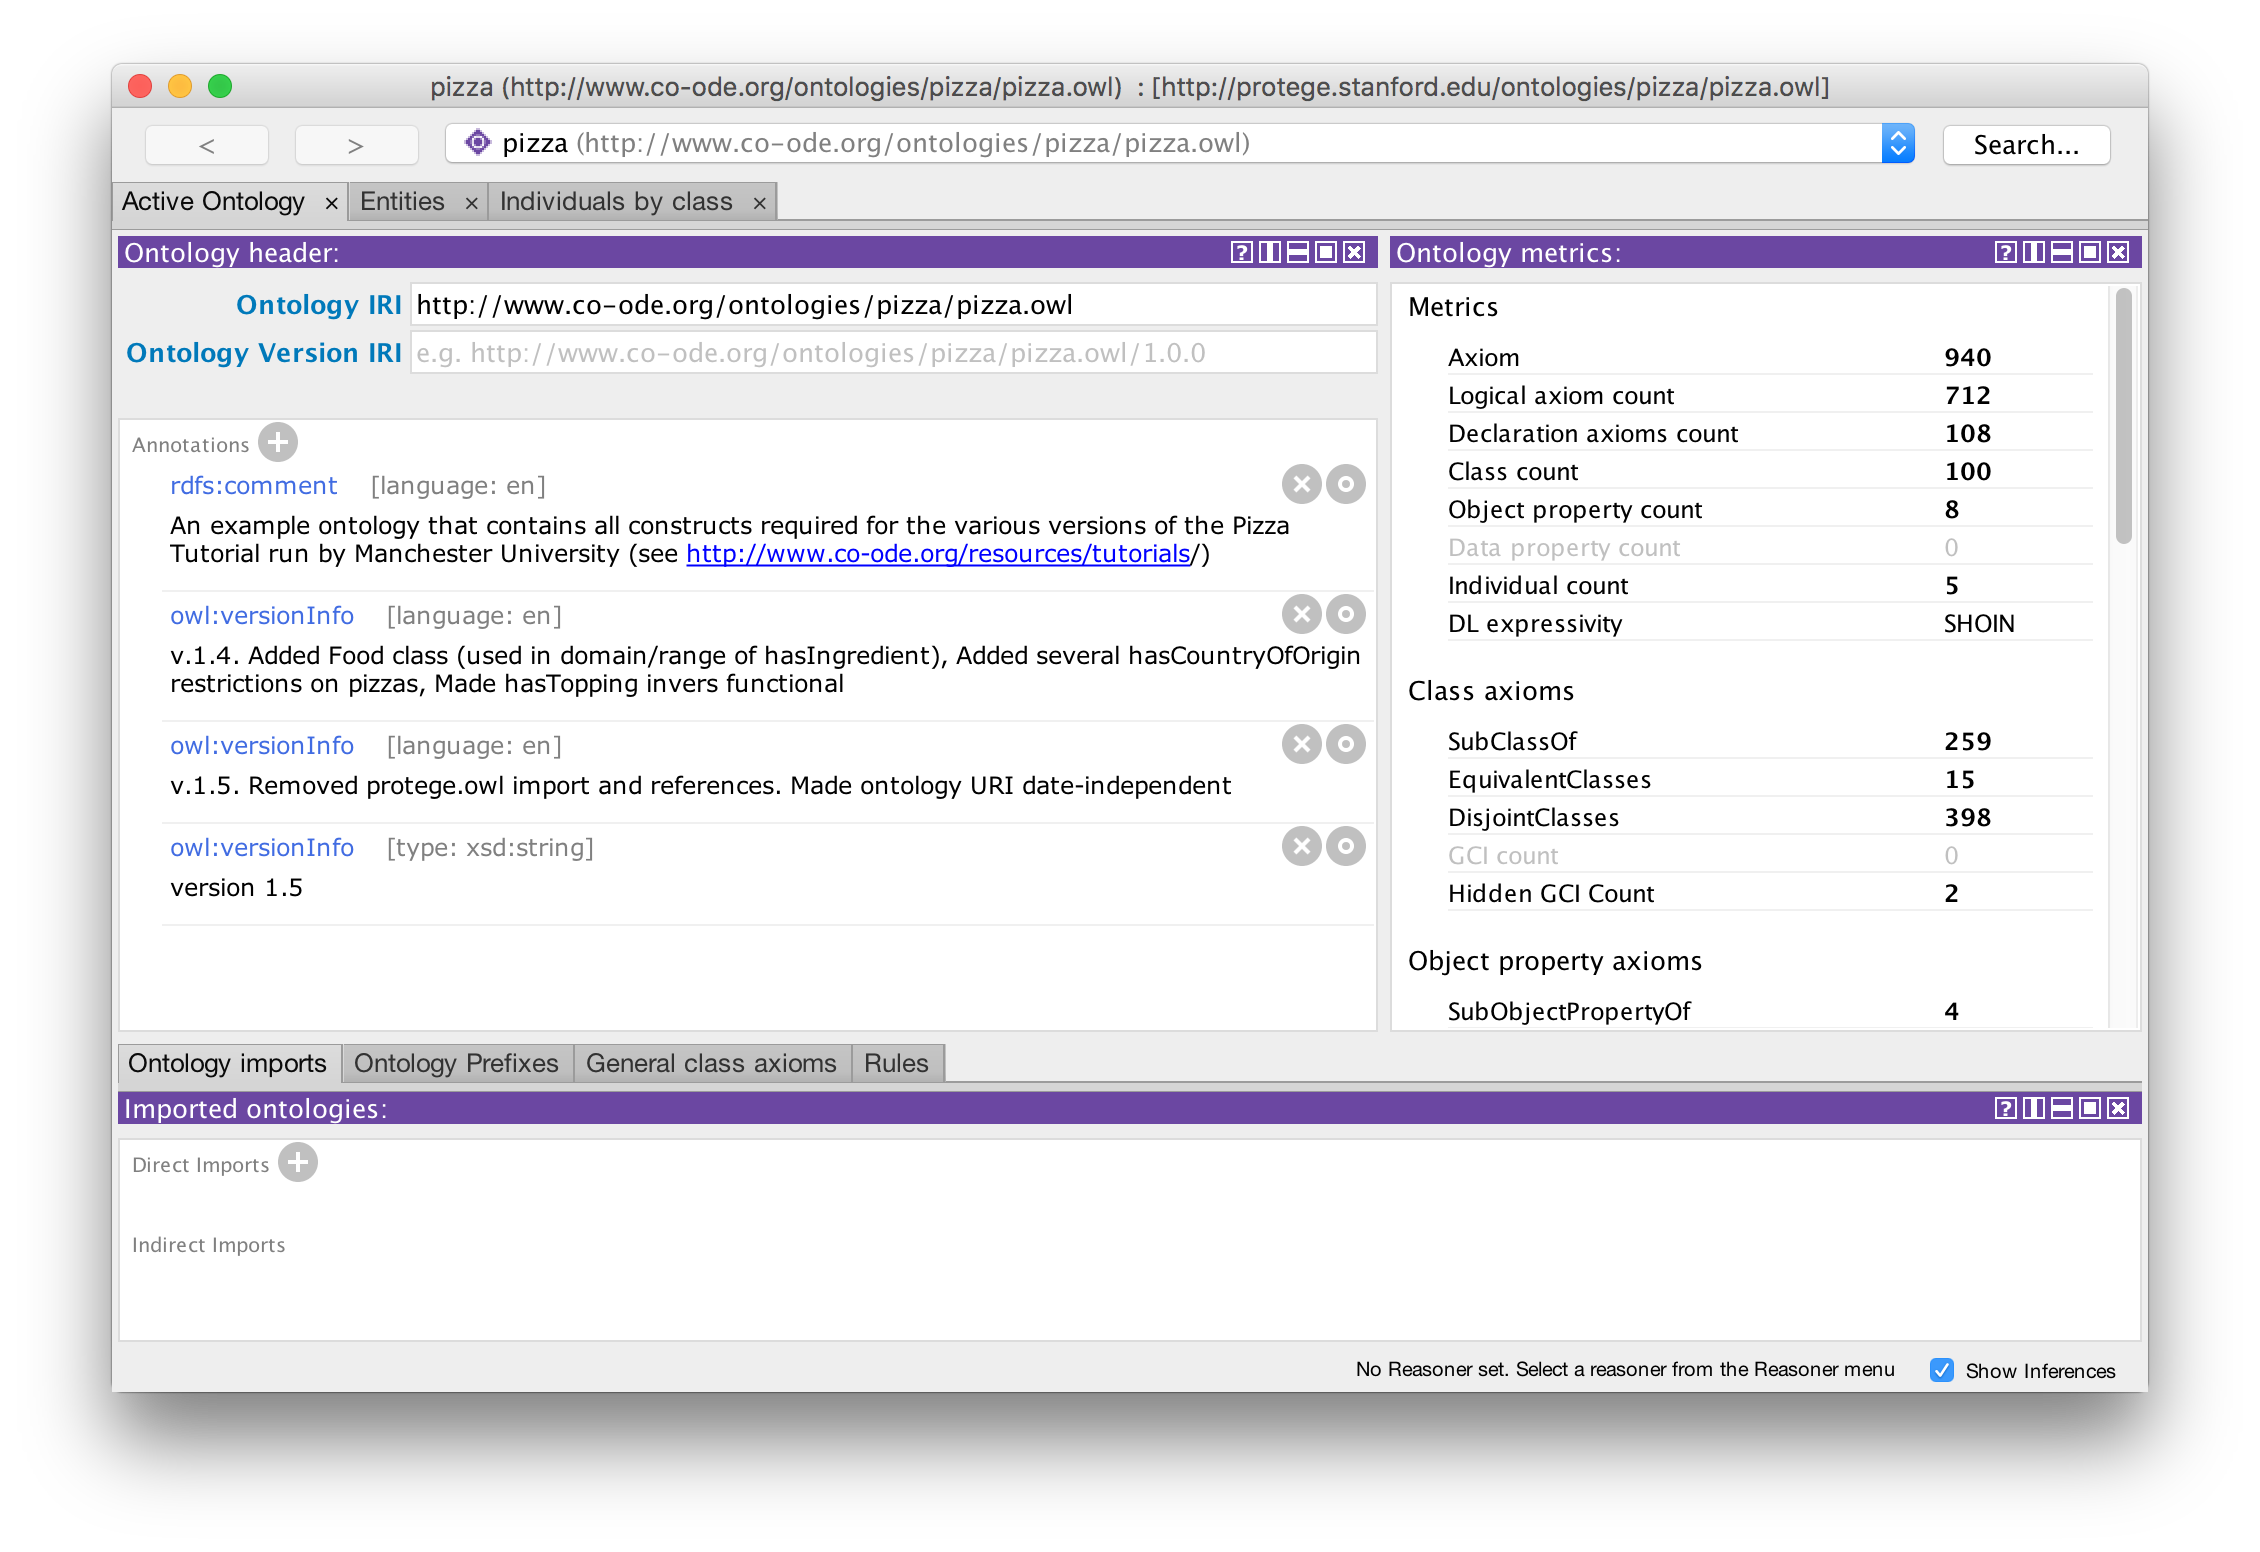 pizza (http://www.co-ode.org/ontologies/pizza/pizza.owl)  : [http://protege.stanford.edu/ontologies/pizza/pizza.owl]
<
>
pizza (http://www.co-ode.org/ontologies/pizza/pizza.owl)
Search...
Active Ontology ×
Entities ×
Individuals by class ×
Ontology header:
Ontology IRI http://www.co-ode.org/ontologies/pizza/pizza.owl
Ontology Version IRI e.g. http://www.co-ode.org/ontologies/pizza/pizza.owl/1.0.0
Annotations
rdfs:comment [language: en]
An example ontology that contains all constructs required for the various versions of the Pizza
Tutorial run by Manchester University (see http://www.co-ode.org/resources/tutorials/)
owl:versionInfo [language: en]
v.1.4. Added Food class (used in domain/range of hasIngredient), Added several hasCountryOfOrigin
restrictions on pizzas, Made hasTopping invers functional
owl:versionInfo [language: en]
v.1.5. Removed protege.owl import and references. Made ontology URI date-independent
owl:versionInfo [type: xsd:string]
version 1.5
Ontology metrics:
Metrics
Axiom 940
Logical axiom count 712
Declaration axioms count 108
Class count 100
Object property count 8
Data property count 0
Individual count 5
DL expressivity SHOIN
Class axioms
SubClassOf 259
EquivalentClasses 15
DisjointClasses 398
GCI count 0
Hidden GCI Count 2
Object property axioms
SubObjectPropertyOf 4
Ontology imports
Ontology Prefixes
General class axioms
Rules
Imported ontologies:
Direct Imports
Indirect Imports
No Reasoner set. Select a reasoner from the Reasoner menu
Show Inferences